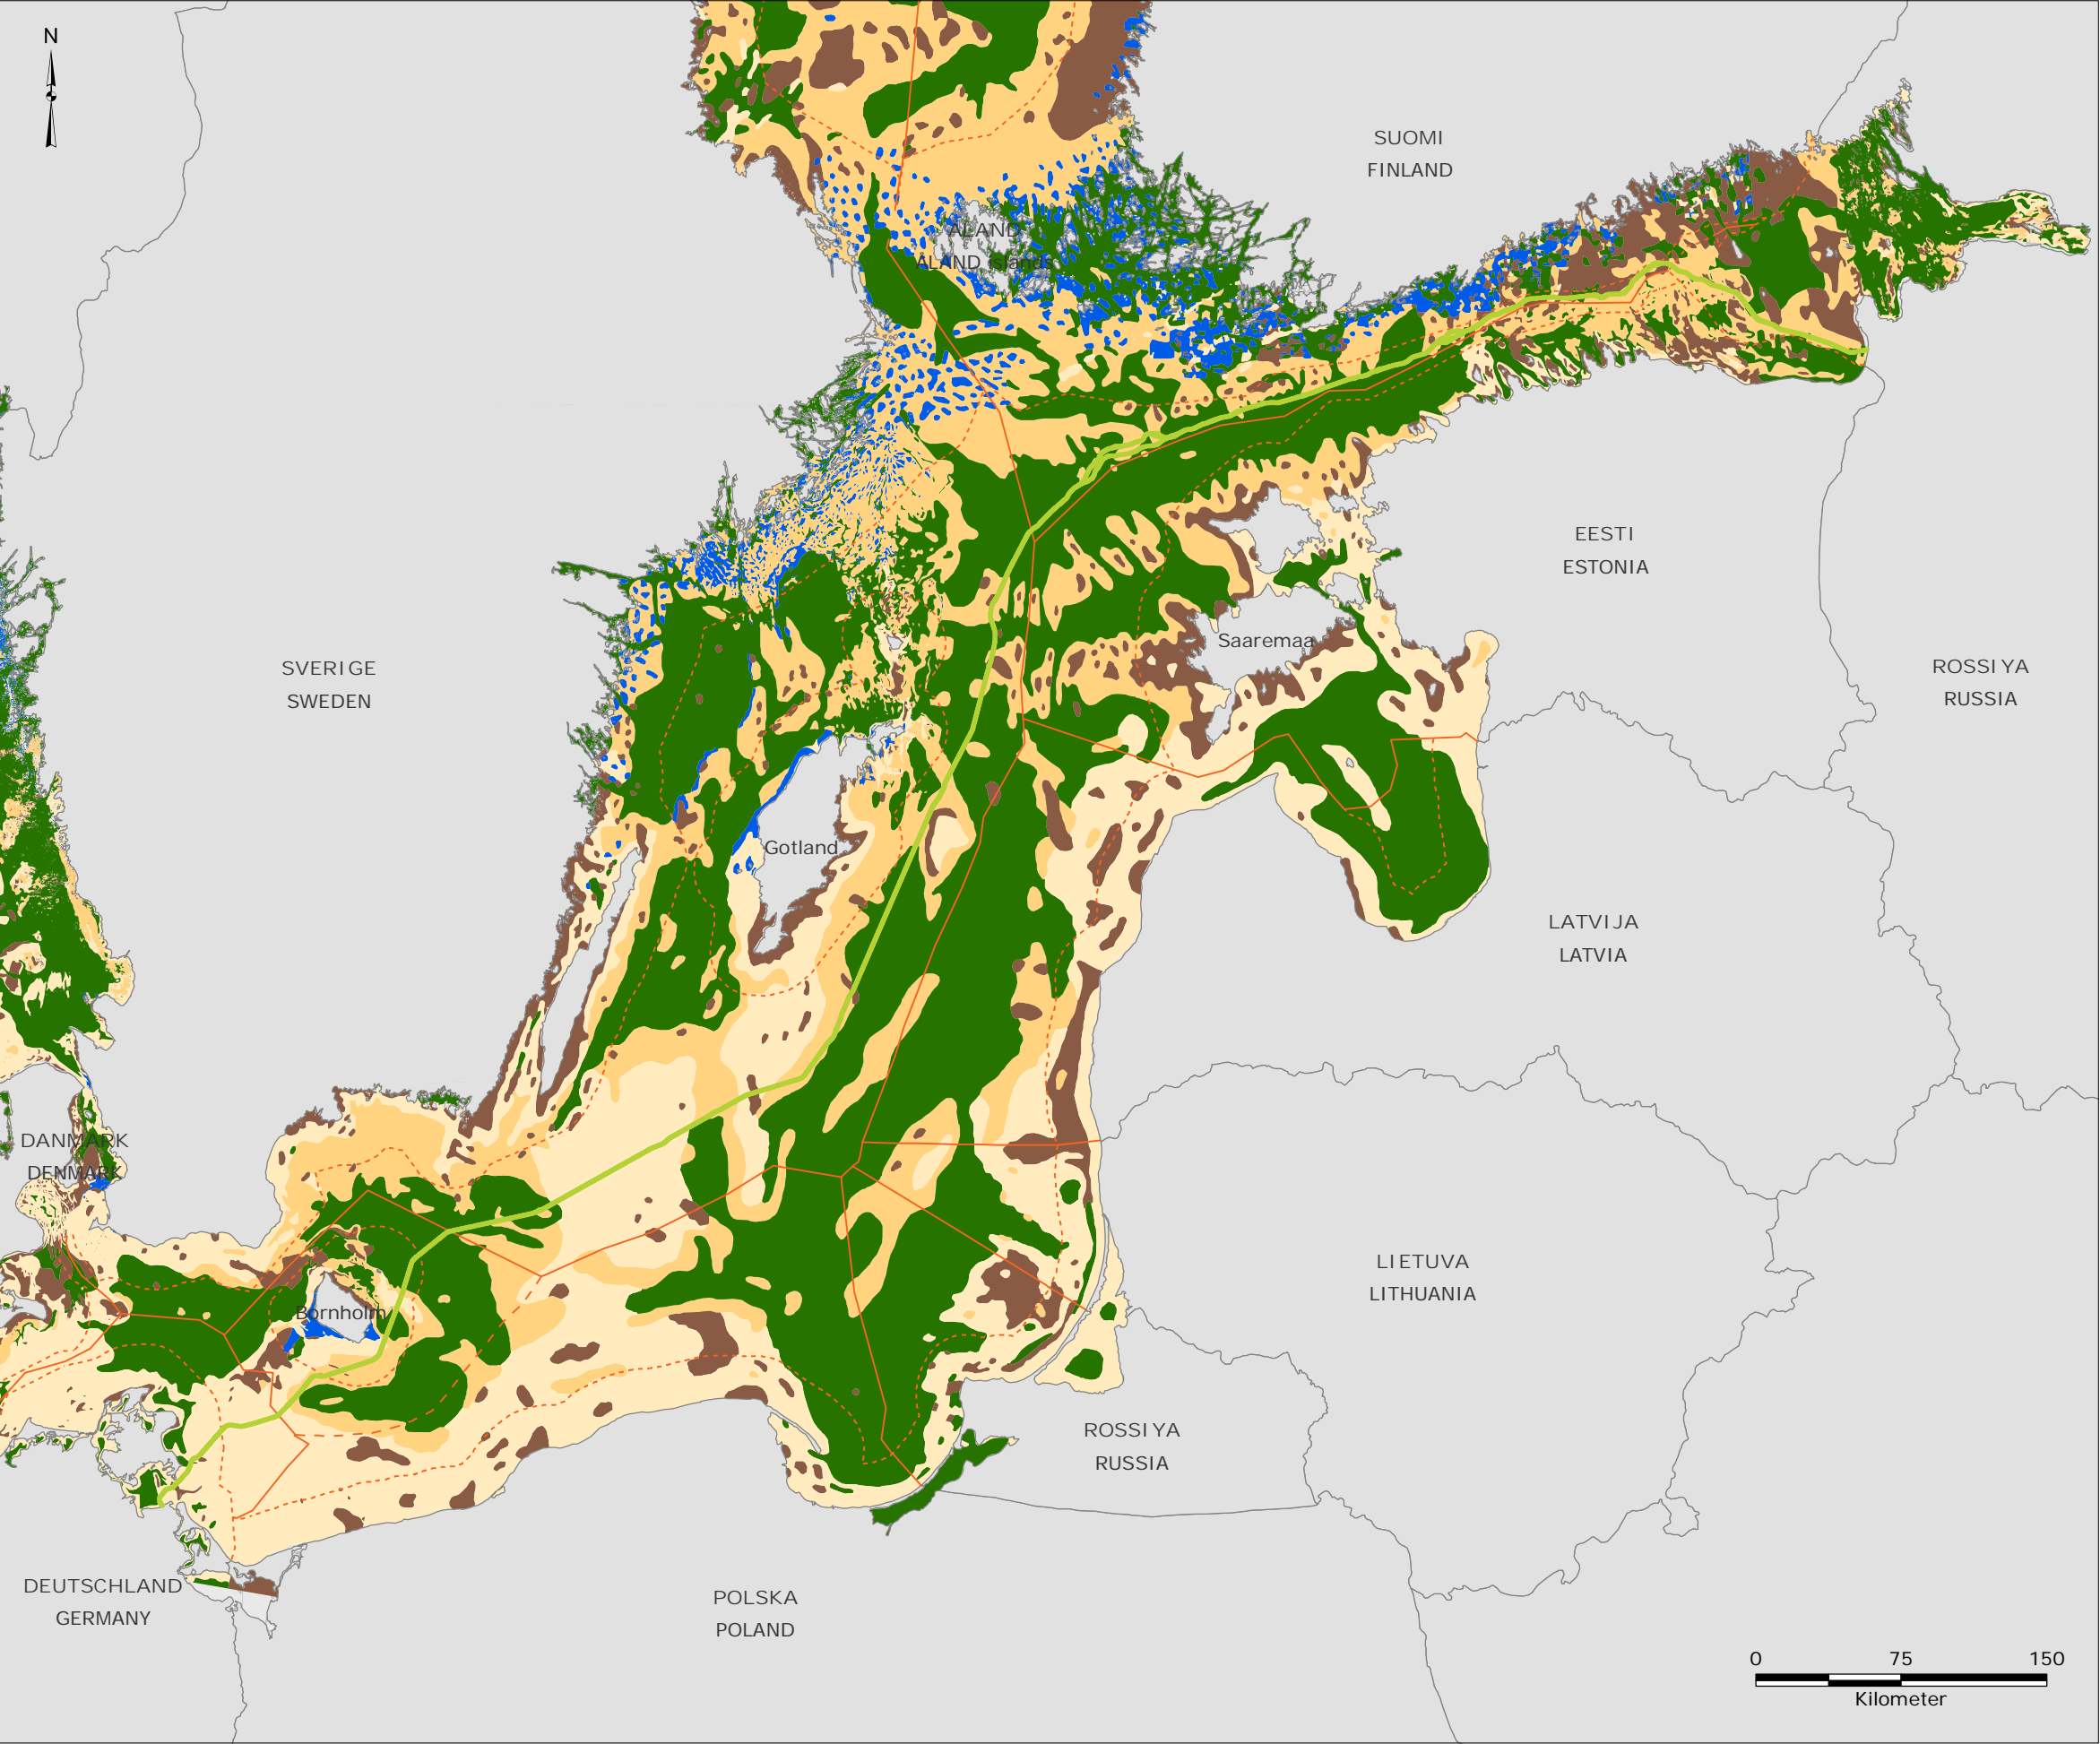 N
SUOMI
FINLAND
ÅLAND
ÅLAND Islands
EESTI
ESTONIA
Saaremaa
SVERIGE
SWEDEN
ROSSIYA
RUSSIA
Gotland
LATVIJA
LATVIA
DANMARK
DENMARK
LIETUVA
LITHUANIA
Bornholm
ROSSIYA
RUSSIA
DEUTSCHLAND
GERMANY
POLSKA
POLAND
0 75 150
Kilometer